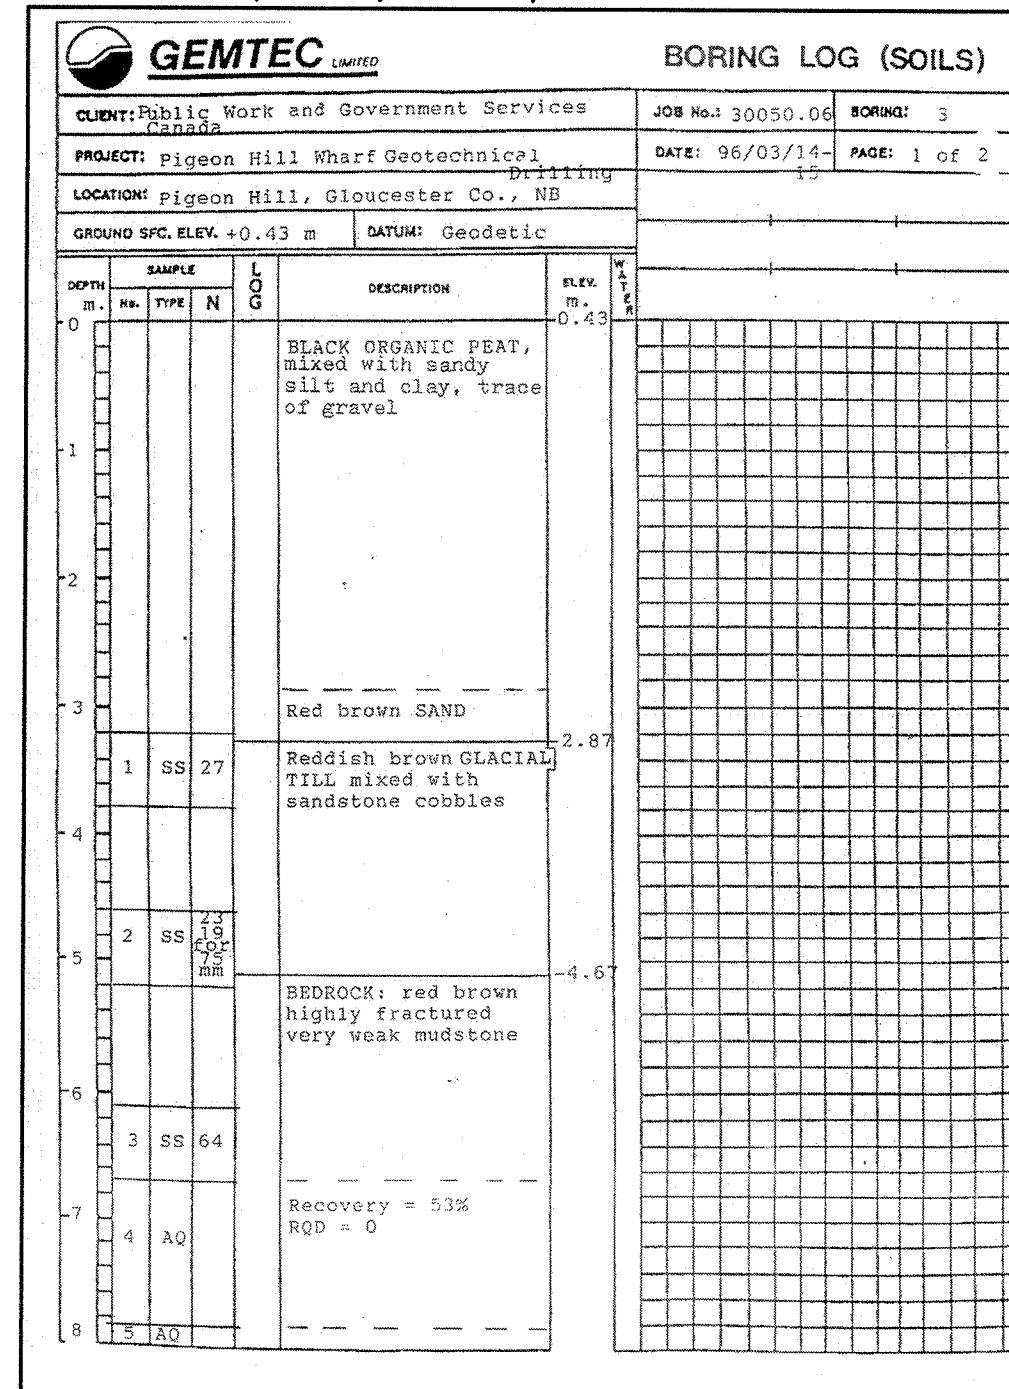 GEMTEC LIMITED
BORING LOG (SOILS)
CLIENT: Public Work and Government Services
Canada
JOB No.: 30050.06
BORING: 3
PROJECT: Pigeon Hill Wharf Geotechnical
Drilling
DATE: 96/03/14-
15
PAGE: 1 of 2
LOCATION: Pigeon Hill, Gloucester Co., NB
GROUND SFC. ELEV. +0.43 m
DATUM: Geodetic
DEPTH
m.
SAMPLE
No. TYPE N
LOG
DESCRIPTION
ELEV.
m.
WATER
0
0.43
BLACK ORGANIC PEAT,
mixed with sandy
silt and clay, trace
of gravel
1
2
3
Red brown SAND
-2.87
1 SS 27
Reddish brown GLACIAL
TILL mixed with
sandstone cobbles
4
2 SS
23
19
for
75
mm
5
-4.67
BEDROCK: red brown
highly fractured
very weak mudstone
6
3 SS 64
7
Recovery = 53%
RQD = 0
4 AQ
8
5 AQ